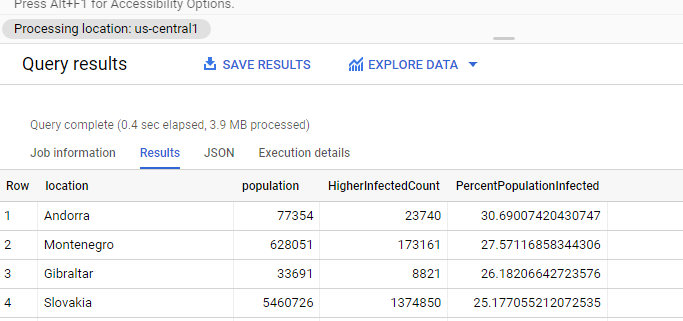 Press Alt+F1 for Accessibility Options.
Processing location: us-central1
Query results SAVE RESULTS EXPLORE DATA
Query complete (0.4 sec elapsed, 3.9 MB processed)
Job information Results JSON Execution details
Row location population HigherInfectedCount PercentPopulationInfected
1 Andorra 77354 23740 30.69007420430747
2 Montenegro 628051 173161 27.57116858344306
3 Gibraltar 33691 8821 26.18206642723576
4 Slovakia 5460726 1374850 25.177055212072535